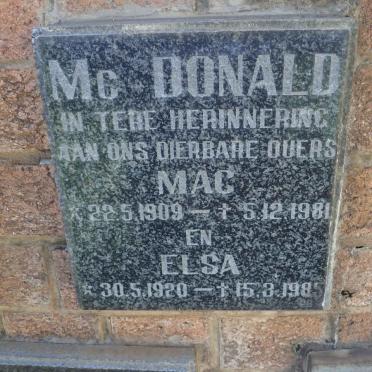 Mc DONALD
IN TERE HERINNERING
AAN ONS DIERBARE OUERS
MAC
* 22.5.1909 – † 5.12.1981
EN
ELSA
* 30.5.1920 – † 15.3.1985